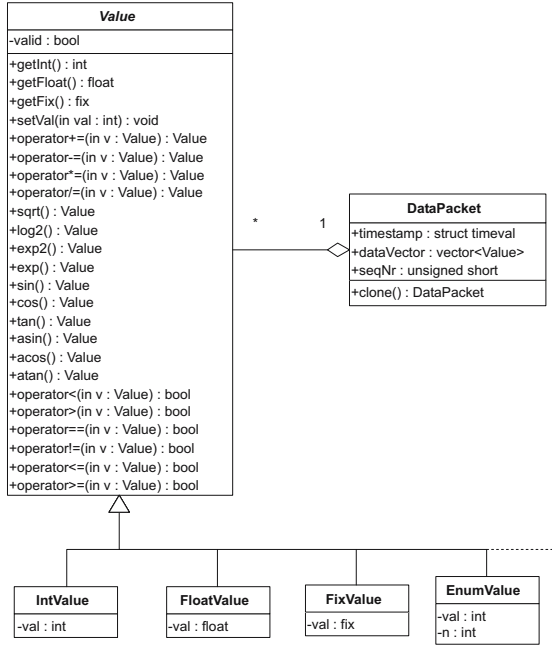 Value
-valid : bool
+getInt() : int
+getFloat() : float
+getFix() : fix
+setVal(in val : int) : void
+operator+=(in v : Value) : Value
+operator-=(in v : Value) : Value
+operator*=(in v : Value) : Value
+operator/=(in v : Value) : Value
+sqrt() : Value
+log2() : Value
+exp2() : Value
+exp() : Value
+sin() : Value
+cos() : Value
+tan() : Value
+asin() : Value
+acos() : Value
+atan() : Value
+operator<(in v : Value) : bool
+operator>(in v : Value) : bool
+operator==(in v : Value) : bool
+operator!=(in v : Value) : bool
+operator<=(in v : Value) : bool
+operator>=(in v : Value) : bool
* 1
DataPacket
+timestamp : struct timeval
+dataVector : vector<Value>
+seqNr : unsigned short
+clone() : DataPacket
IntValue
-val : int
FloatValue
-val : float
FixValue
-val : fix
EnumValue
-val : int
-n : int